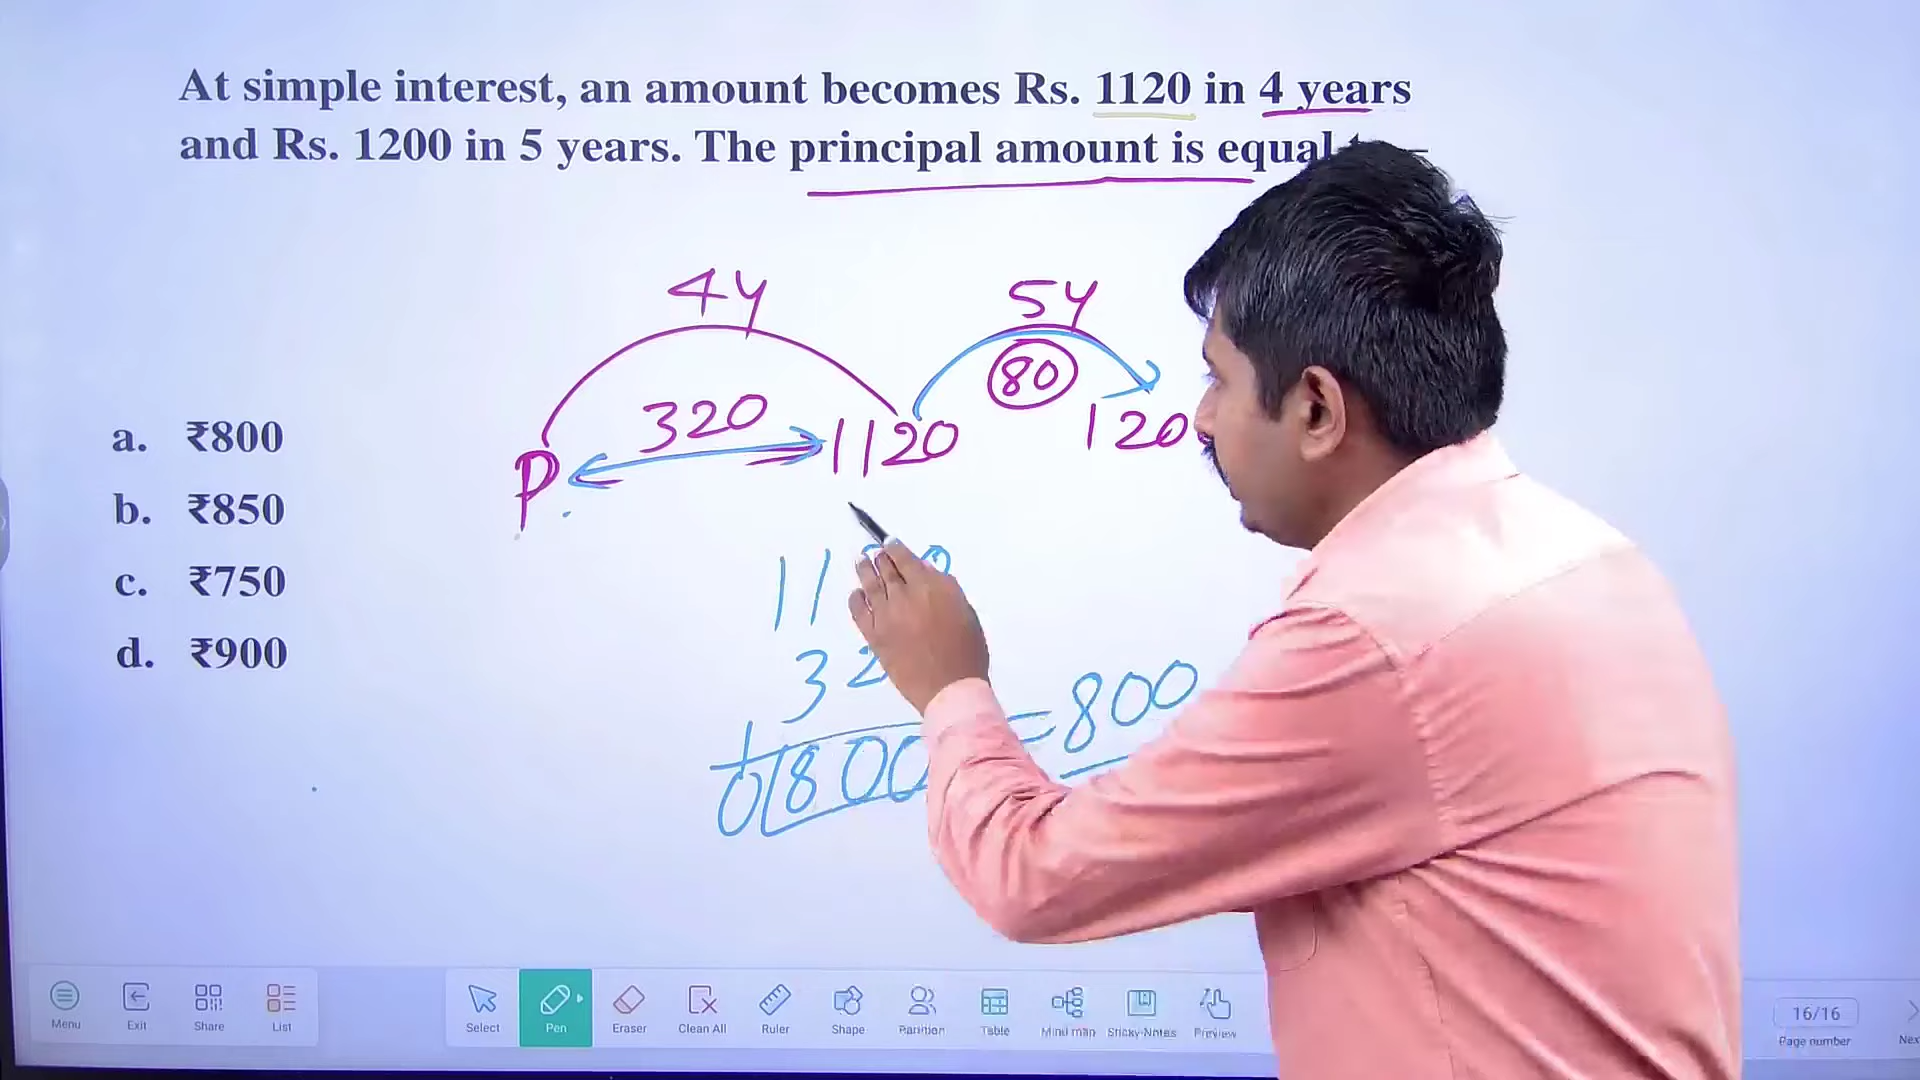 At simple interest, an amount becomes Rs. 1120 in 4 years
and Rs. 1200 in 5 years. The principal amount is equal
4y
5y
80
320
P
1120
120
a. ₹800
b. ₹850
c. ₹750
d. ₹900
800
800
Menu
Exit
Share
List
Select
Pen
Eraser
Clean All
Ruler
Shape
Partition
Table
Mind map
Sticky-Notes
Preview
16/16
Page number